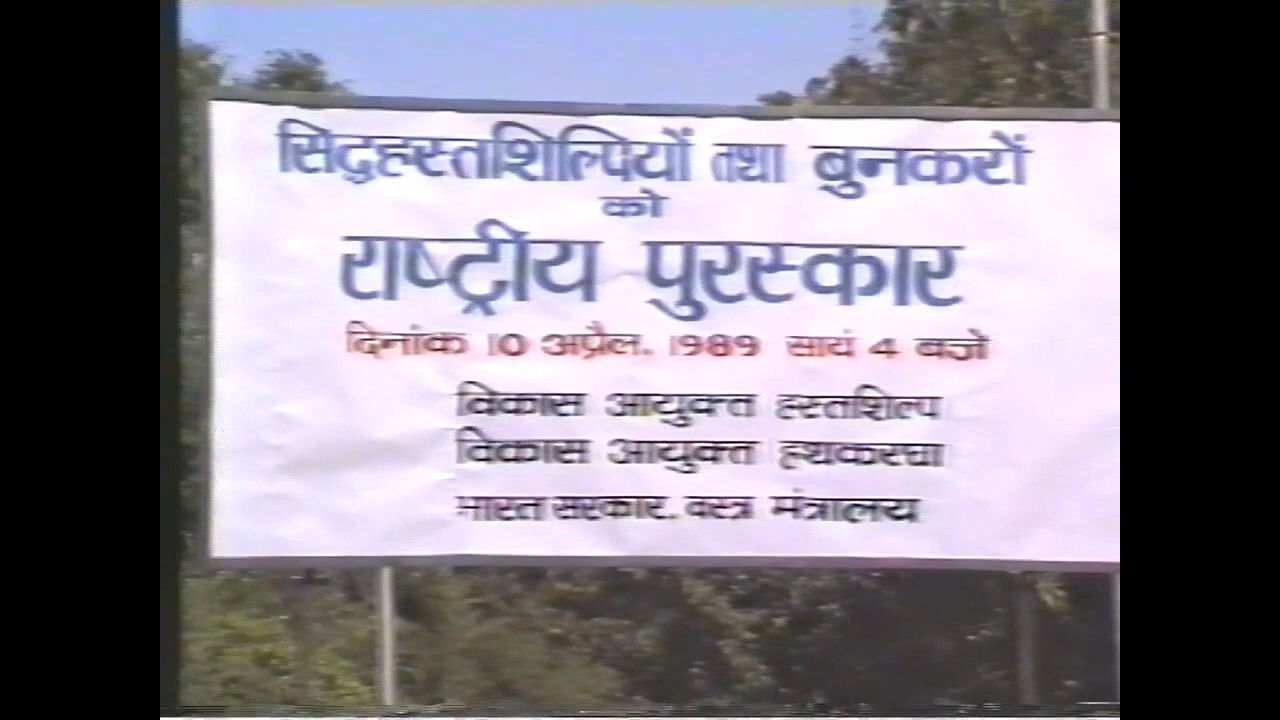 सिद्धहस्तशिल्पियों तथा बुनकरों
को
राष्ट्रीय पुरस्कार
दिनांक 10 अप्रैल, 1989 सायं 4 बजे
विकास आयुक्त हस्तशिल्प
विकास आयुक्त हथकरघा
भारत सरकार, वस्त्र मंत्रालय